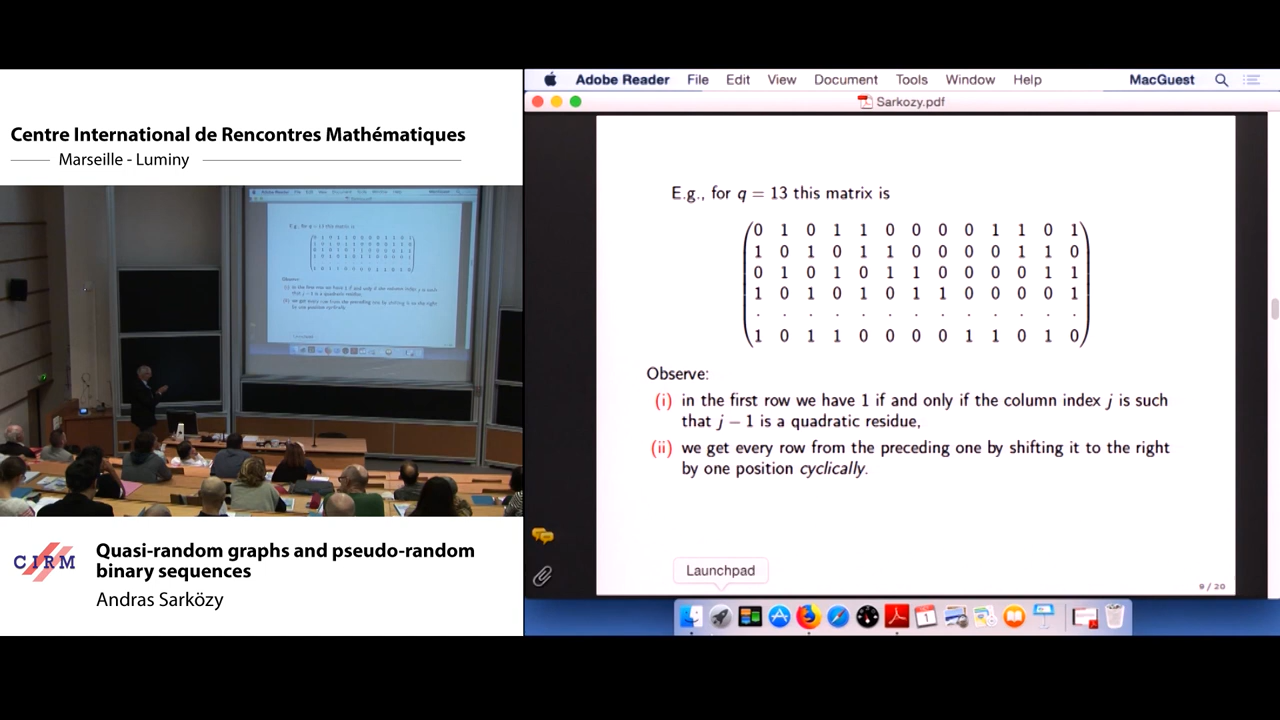 Centre International de Rencontres Mathématiques
Marseille - Luminy
Quasi-random graphs and pseudo-random
binary sequences
Andras Sarközy
CIRM
Adobe Reader File Edit View Document Tools Window Help MacGuest
Sarkozy.pdf
E.g., for q = 13 this matrix is
0 1 0 1 1 0 0 0 0 1 1 0 1
1 0 1 0 1 1 0 0 0 0 1 1 0
0 1 0 1 0 1 1 0 0 0 0 1 1
1 0 1 0 1 0 1 1 0 0 0 0 1
. . . . . . . . . . . . .
1 0 1 1 0 0 0 0 1 1 0 1 0
Observe:
(i) in the first row we have 1 if and only if the column index j is such
that j − 1 is a quadratic residue,
(ii) we get every row from the preceding one by shifting it to the right
by one position cyclically.
Launchpad
9 / 20